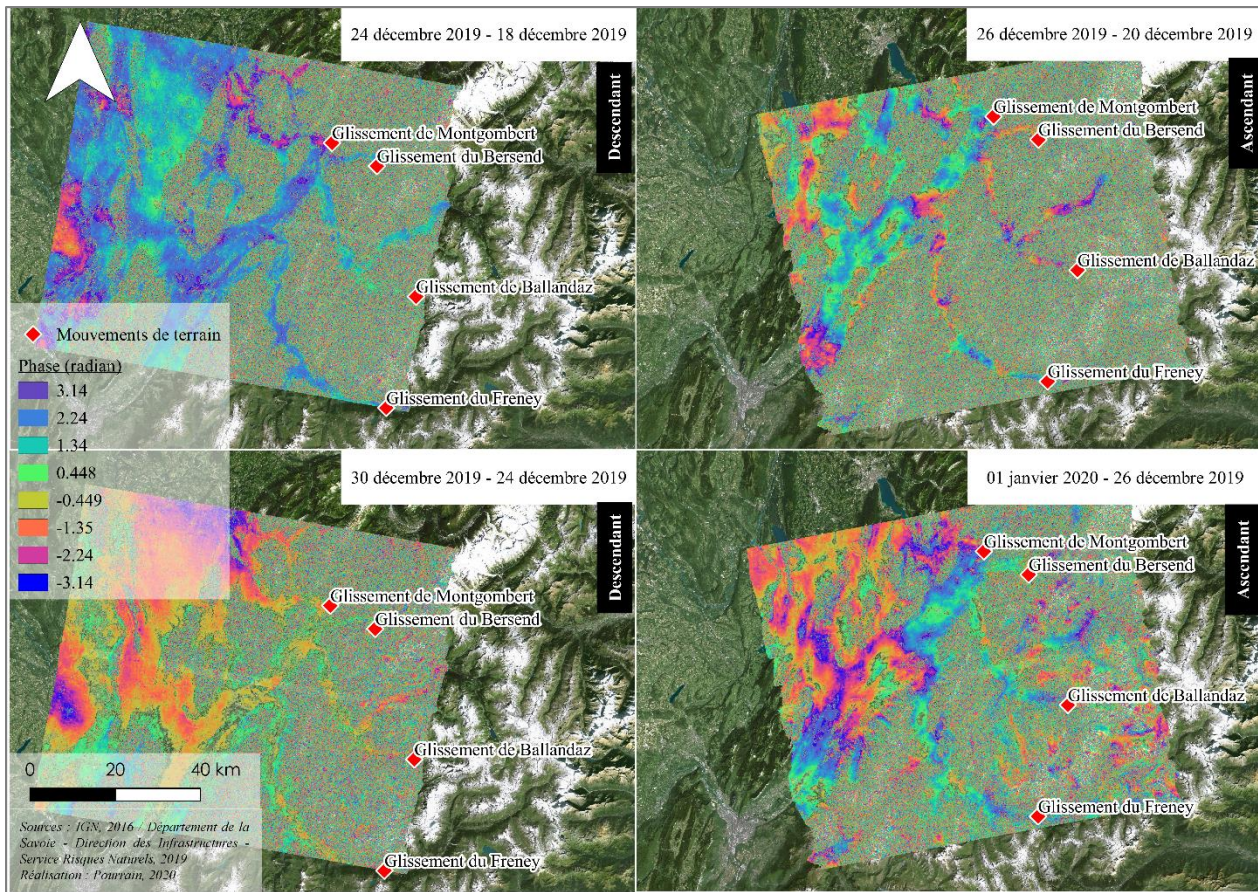 24 décembre 2019 - 18 décembre 2019
Descendant
Glissement de Montgombert
Glissement du Bersend
Glissement de Ballandaz
Glissement du Freney
26 décembre 2019 - 20 décembre 2019
Ascendant
Glissement de Montgombert
Glissement du Bersend
Glissement de Ballandaz
Glissement du Freney
Mouvements de terrain
Phase (radian)
3.14
2.24
1.34
0.448
-0.449
-1.35
-2.24
-3.14
30 décembre 2019 - 24 décembre 2019
Descendant
Glissement de Montgombert
Glissement du Bersend
Glissement de Ballandaz
Glissement du Freney
01 janvier 2020 - 26 décembre 2019
Ascendant
Glissement de Montgombert
Glissement du Bersend
Glissement de Ballandaz
Glissement du Freney
0 20 40 km
Sources : IGN, 2016 / Département de la
Savoie - Direction des Infrastructures -
Service Risques Naturels, 2019
Réalisation : Pourrain, 2020